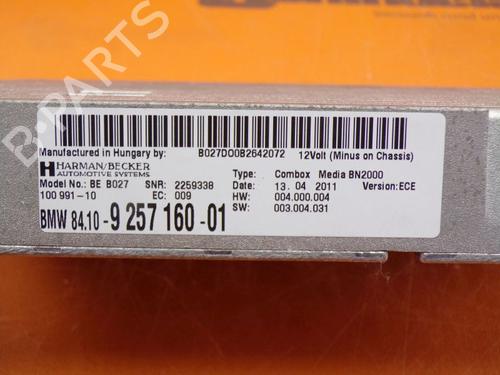 B-PARTS
Manufactured in Hungary by: B027DO0B2642072 12Volt (Minus on Chassis)
HARMAN/BECKER
AUTOMOTIVE SYSTEMS
Type: Combox Media BN2000
Model No.: BE B027 SNR: 2259338 Date: 13. 04 2011 Version:ECE
100 991-10 EC: 009 HW: 004.000.004
SW: 003.004.031
BMW 84.10-9 257 160-01